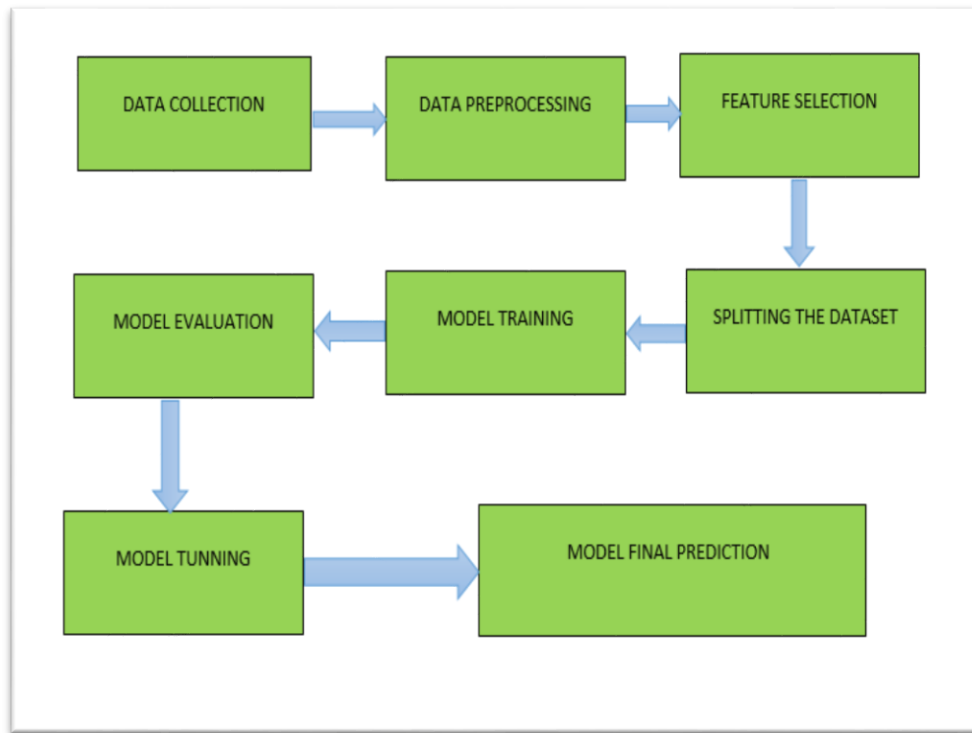 DATA COLLECTION
DATA PREPROCESSING
FEATURE SELECTION
SPLITTING THE DATASET
MODEL TRAINING
MODEL EVALUATION
MODEL TUNNING
MODEL FINAL PREDICTION